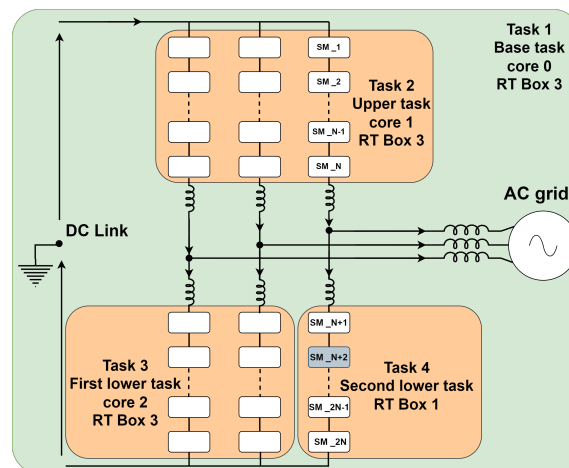 Task 1
Base task
core 0
RT Box 3
SM _1
SM _2
SM _N-1
SM _N
Task 2
Upper task
core 1
RT Box 3
AC grid
DC Link
Task 3
First lower task
core 2
RT Box 3
SM _N+1
SM _N+2
SM _2N-1
SM _2N
Task 4
Second lower task
RT Box 1